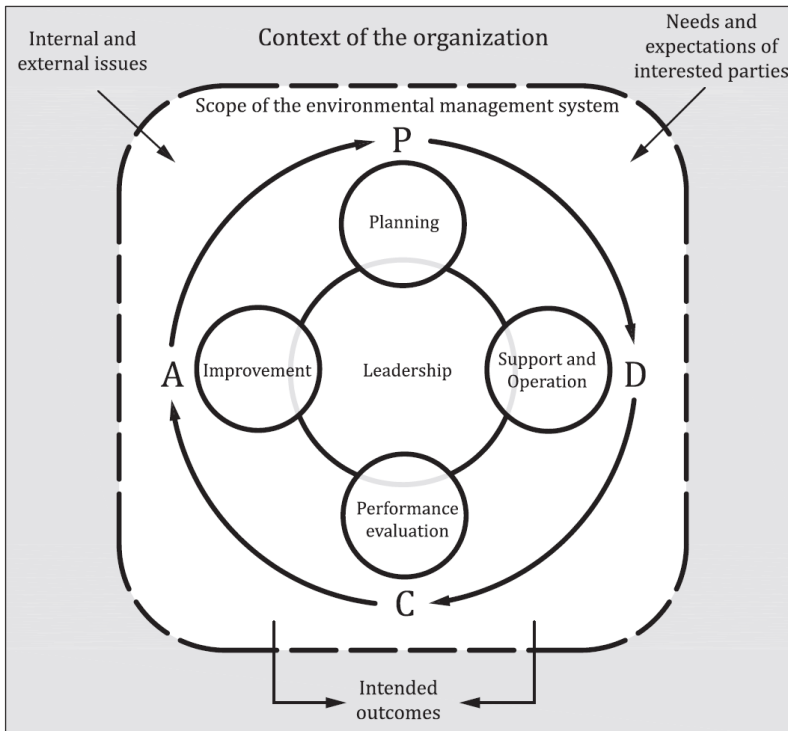 Internal and
external issues
Context of the organization
Needs and
expectations of
interested parties
Scope of the environmental management system
P
Planning
A
Improvement
Leadership
Support and
Operation
D
Performance
evaluation
C
Intended
outcomes